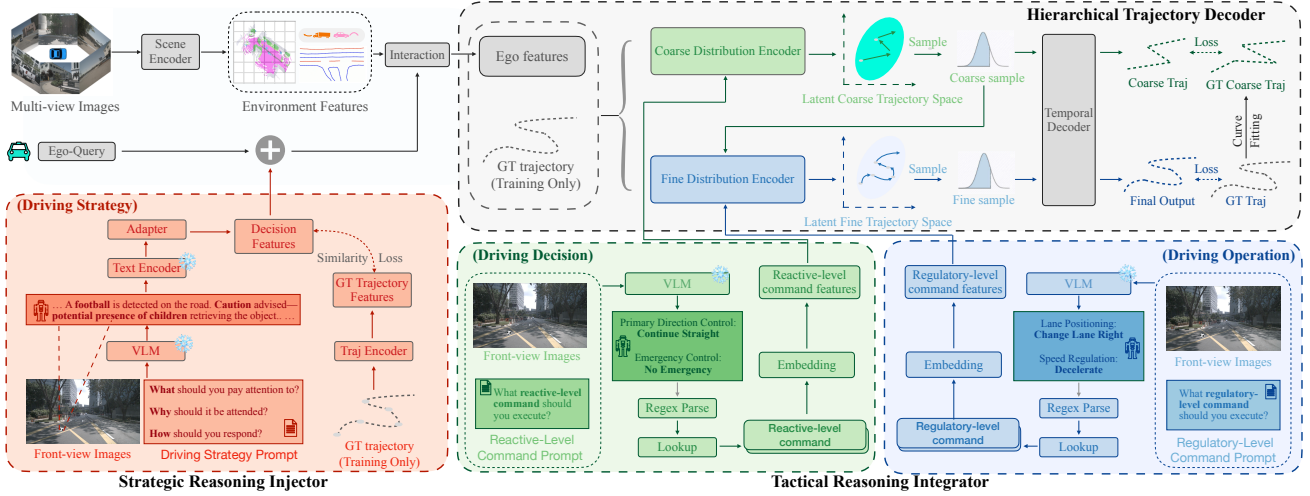 Hierarchical Trajectory Decoder
Multi-view Images
Scene
Encoder
Environment Features
Interaction
Ego-Query
Ego features
GT trajectory
(Training Only)
Coarse Distribution Encoder
Latent Coarse Trajectory Space
Sample
Coarse sample
Fine Distribution Encoder
Latent Fine Trajectory Space
Sample
Fine sample
Temporal
Decoder
Coarse Traj
Loss
GT Coarse Traj
Curve
Fitting
Final Output
Loss
GT Traj
(Driving Strategy)
Adapter
Decision
Features
Text Encoder
Similarity Loss
GT Trajectory
Features
… A football is detected on the road. Caution advised—
potential presence of children retrieving the object.. …
VLM
Traj Encoder
What should you pay attention to?
Why should it be attended?
How should you respond?
Front-view Images
Driving Strategy Prompt
GT trajectory
(Training Only)
Strategic Reasoning Injector
(Driving Decision)
VLM
Reactive-level
command features
Front-view Images
Primary Direction Control:
Continue Straight
Emergency Control:
No Emergency
Embedding
What reactive-level
command should
you execute?
Regex Parse
Reactive-Level
Command Prompt
Lookup
Reactive-level
command
(Driving Operation)
Regulatory-level
command features
VLM
Lane Positioning:
Change Lane Right
Speed Regulation:
Decelerate
Front-view Images
Embedding
What regulatory-
level command
should you execute?
Regex Parse
Regulatory-level
command
Lookup
Regulatory-Level
Command Prompt
Tactical Reasoning Integrator